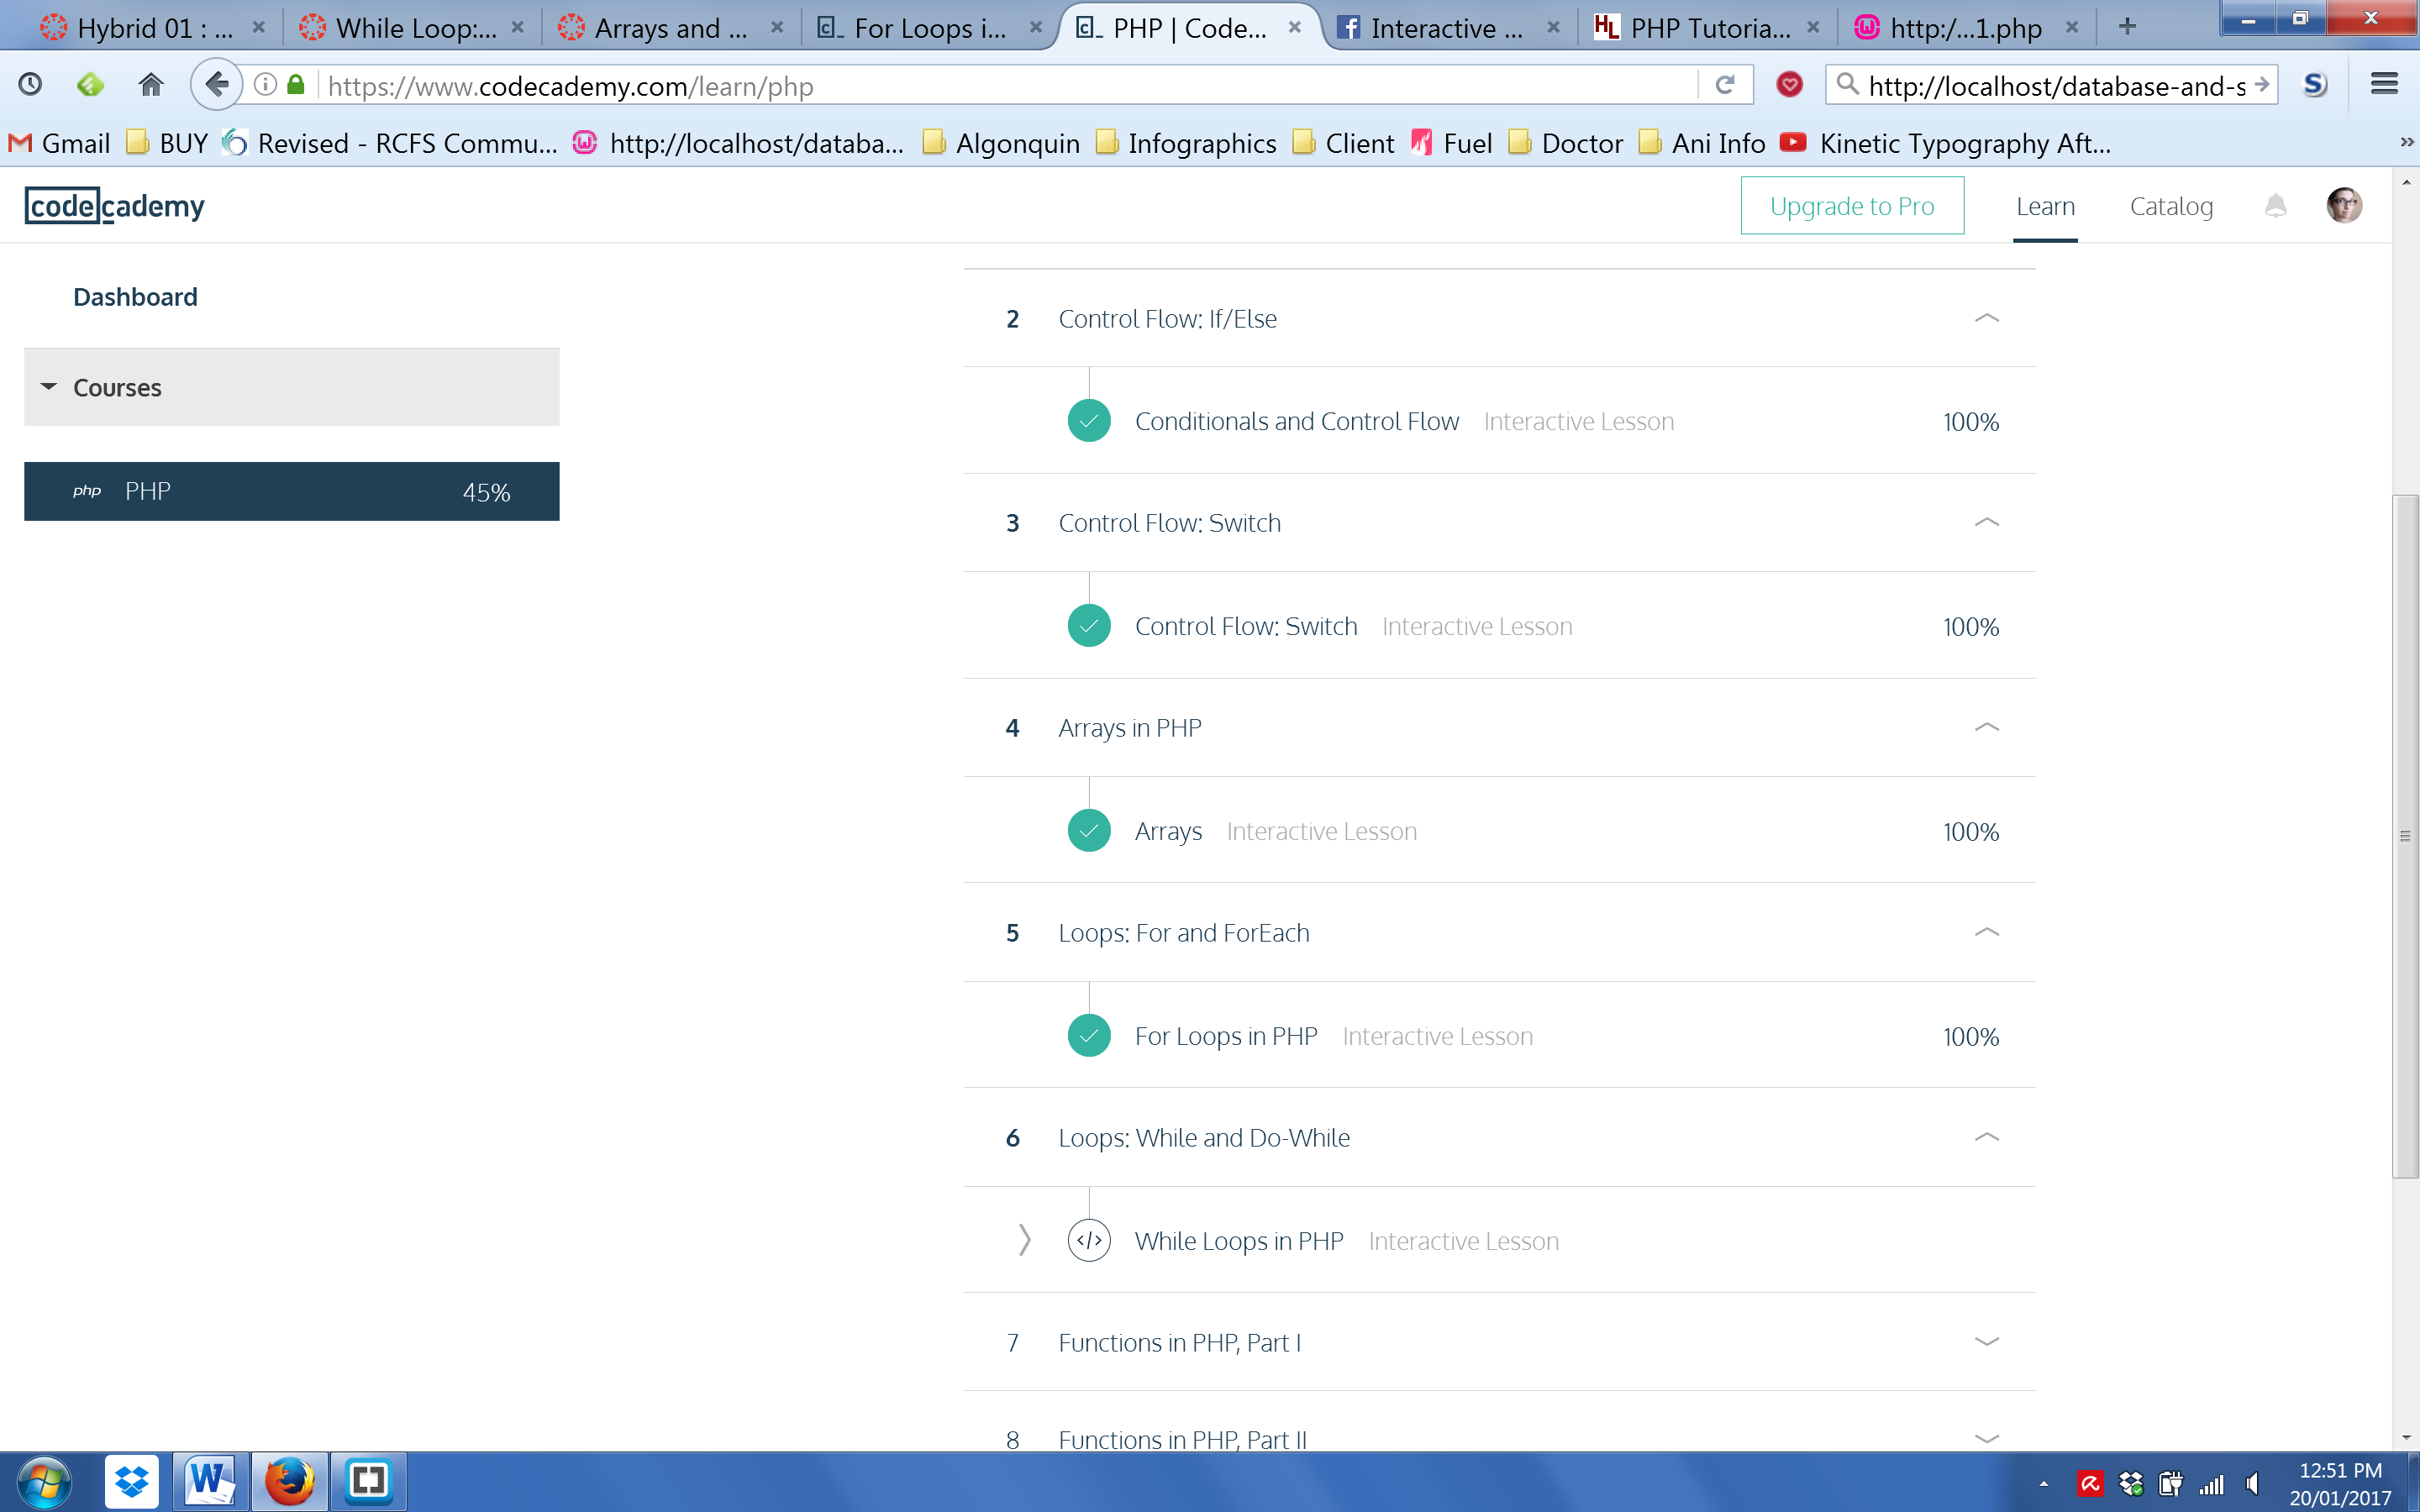 Hybrid 01 : ... While Loop:... Arrays and ... For Loops i... PHP | Code... Interactive ... PHP Tutoria... http:/...1.php
https://www.codecademy.com/learn/php http://localhost/database-and-s
Gmail BUY Revised - RCFS Commu... http://localhost/databa... Algonquin Infographics Client Fuel Doctor Ani Info Kinetic Typography Aft...
codecademy Upgrade to Pro Learn Catalog
Dashboard
Courses
php PHP 45%
2 Control Flow: If/Else
Conditionals and Control Flow Interactive Lesson 100%
3 Control Flow: Switch
Control Flow: Switch Interactive Lesson 100%
4 Arrays in PHP
Arrays Interactive Lesson 100%
5 Loops: For and ForEach
For Loops in PHP Interactive Lesson 100%
6 Loops: While and Do-While
</> While Loops in PHP Interactive Lesson
7 Functions in PHP, Part I
8 Functions in PHP, Part II
12:51 PM
20/01/2017